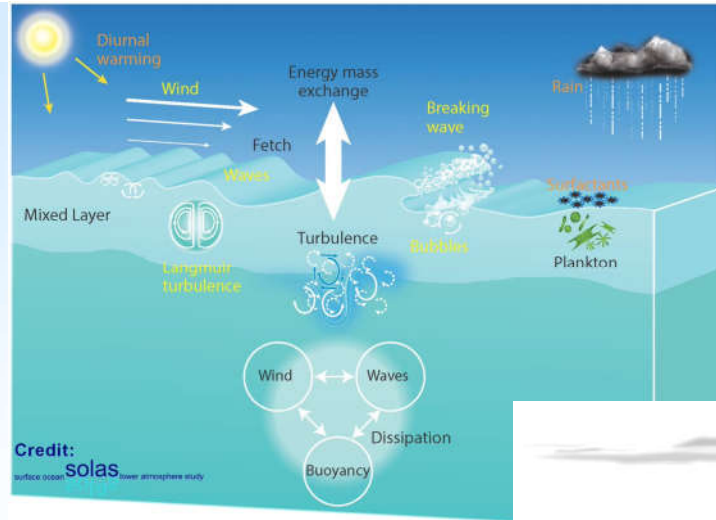 Diurnal
warming
Wind
Energy mass
exchange
Rain
Breaking
wave
Fetch
Waves
Surfactants
Mixed Layer
Turbulence
Bubbles
Plankton
Langmuir
turbulence
Wind
Waves
Dissipation
Buoyancy
Credit:
surface ocean solas lower atmosphere study